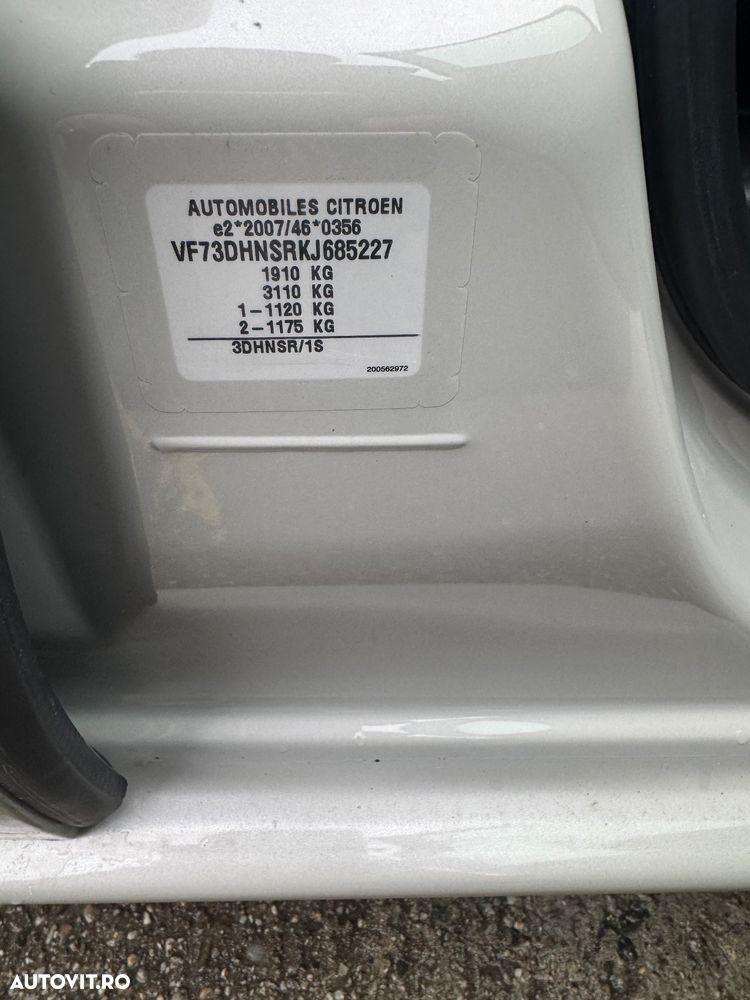 AUTOMOBILES CITROEN
e2*2007/46*0356
VF73DHNSRKJ685227
1910 KG
3110 KG
1-1120 KG
2-1175 KG
3DHNSR/1S
200562972
AUTOVIT.RO